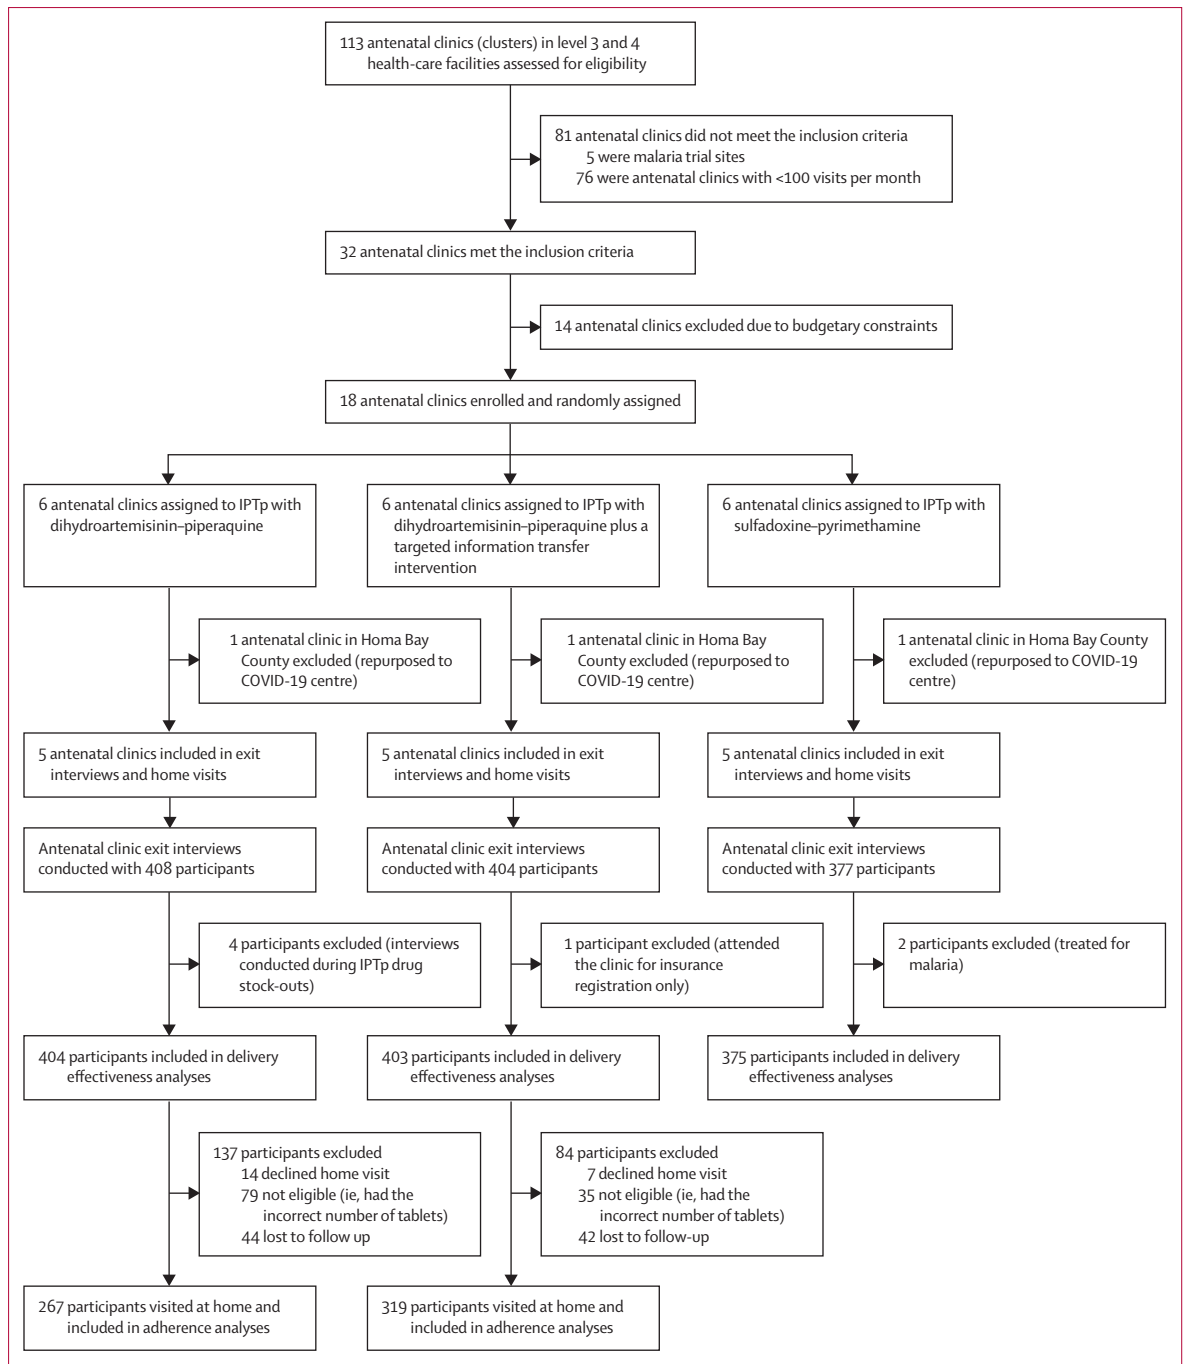 113 antenatal clinics (clusters) in level 3 and 4
health-care facilities assessed for eligibility
81 antenatal clinics did not meet the inclusion criteria
5 were malaria trial sites
76 were antenatal clinics with <100 visits per month
32 antenatal clinics met the inclusion criteria
14 antenatal clinics excluded due to budgetary constraints
18 antenatal clinics enrolled and randomly assigned
6 antenatal clinics assigned to IPTp with
dihydroartemisinin–piperaquine
6 antenatal clinics assigned to IPTp with
dihydroartemisinin–piperaquine plus a
targeted information transfer
intervention
6 antenatal clinics assigned to IPTp with
sulfadoxine–pyrimethamine
1 antenatal clinic in Homa Bay
County excluded (repurposed to
COVID-19 centre)
1 antenatal clinic in Homa Bay
County excluded (repurposed to
COVID-19 centre)
1 antenatal clinic in Homa Bay County
excluded (repurposed to COVID-19
centre)
5 antenatal clinics included in exit
interviews and home visits
5 antenatal clinics included in exit
interviews and home visits
5 antenatal clinics included in exit
interviews and home visits
Antenatal clinic exit interviews
conducted with 408 participants
Antenatal clinic exit interviews
conducted with 404 participants
Antenatal clinic exit interviews
conducted with 377 participants
4 participants excluded (interviews
conducted during IPTp drug
stock-outs)
1 participant excluded (attended
the clinic for insurance
registration only)
2 participants excluded (treated for
malaria)
404 participants included in delivery
effectiveness analyses
403 participants included in delivery
effectiveness analyses
375 participants included in delivery
effectiveness analyses
137 participants excluded
14 declined home visit
79 not eligible (ie, had the
incorrect number of tablets)
44 lost to follow up
84 participants excluded
7 declined home visit
35 not eligible (ie, had the
incorrect number of tablets)
42 lost to follow-up
267 participants visited at home and
included in adherence analyses
319 participants visited at home and
included in adherence analyses